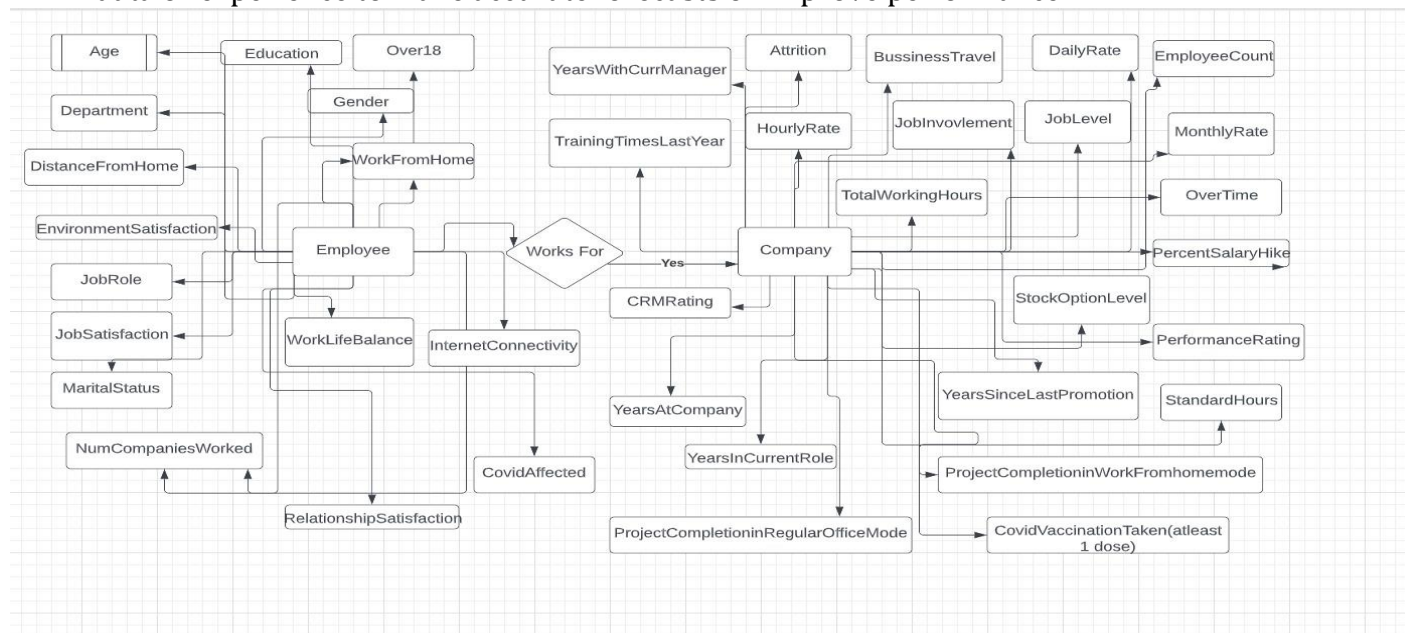 Age
Education
Over18
Gender
Department
WorkFromHome
DistanceFromHome
EnvironmentSatisfaction
Employee
Works For
Yes
JobRole
JobSatisfaction
WorkLifeBalance
InternetConnectivity
MaritalStatus
NumCompaniesWorked
CovidAffected
RelationshipSatisfaction
YearsWithCurrManager
Attrition
BussinessTravel
DailyRate
EmployeeCount
TrainingTimesLastYear
HourlyRate
JobInvovlement
JobLevel
MonthlyRate
TotalWorkingHours
OverTime
Company
PercentSalaryHike
CRMRating
StockOptionLevel
PerformanceRating
YearsAtCompany
YearsSinceLastPromotion
StandardHours
YearsInCurrentRole
ProjectCompletioninWorkFromhomemode
ProjectCompletioninRegularOfficeMode
CovidVaccinationTaken(atleast
1 dose)